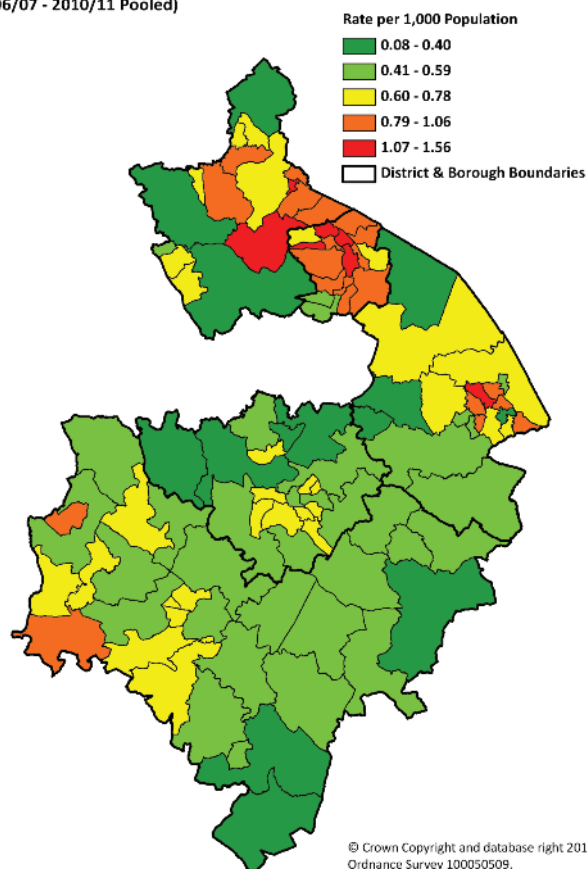 06/07 - 2010/11 Pooled)
Rate per 1,000 Population
0.08 - 0.40
0.41 - 0.59
0.60 - 0.78
0.79 - 1.06
1.07 - 1.56
District & Borough Boundaries
© Crown Copyright and database right 201
Ordnance Survey 100050509.